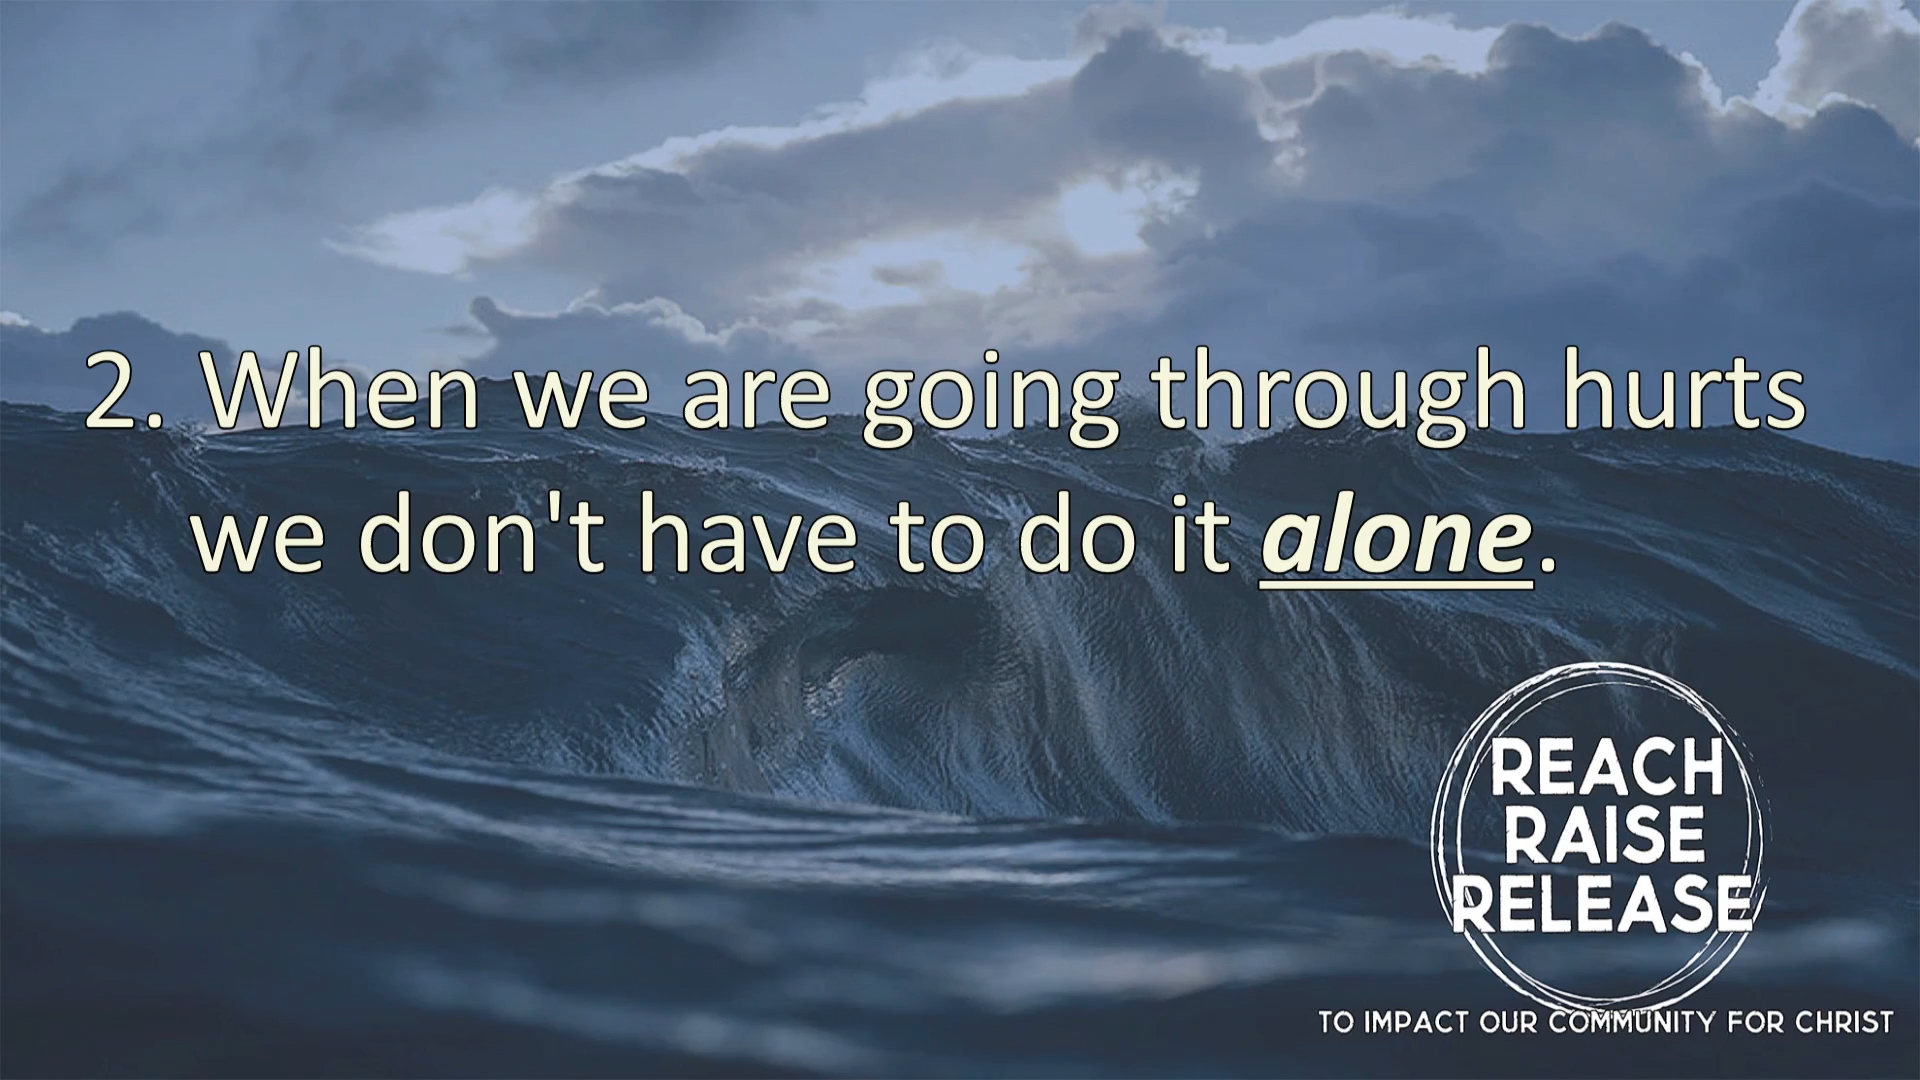 2. When we are going through hurts
we don't have to do it alone.
REACH
RAISE
RELEASE
TO IMPACT OUR COMMUNITY FOR CHRIST